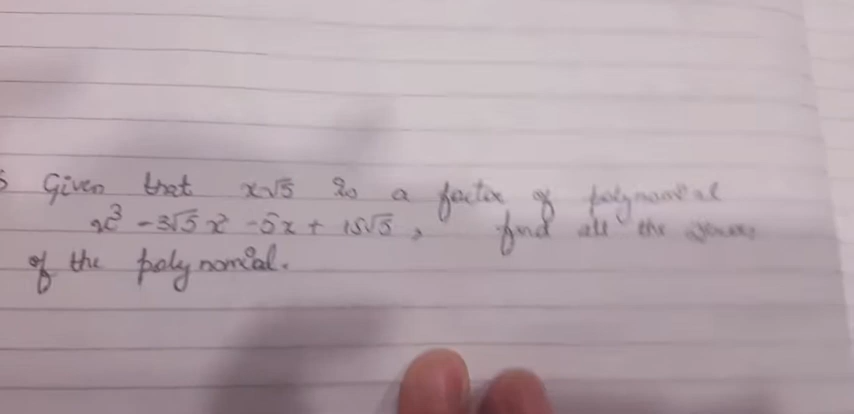 Given that x√5 is a factor of polynomial
x³ - 3√5 x² - 5x + 15√5, find all the
of the polynomial.